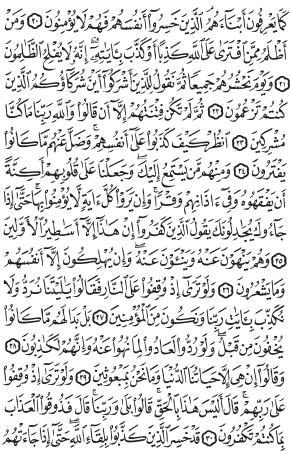 كَمَا يَعْرِفُونَ أَبْنَآءَهُمُ ٱلَّذِينَ خَسِرُوٓا۟ أَنفُسَهُمْ فَهُمْ لَا يُؤْمِنُونَ ٢٠ وَمَنْ
أَظْلَمُ مِمَّنِ ٱفْتَرَىٰ عَلَى ٱللَّهِ كَذِبًا أَوْ كَذَّبَ بِـَٔايَـٰتِهِۦٓ إِنَّهُۥ لَا يُفْلِحُ ٱلظَّـٰلِمُونَ
٢١ وَيَوْمَ نَحْشُرُهُمْ جَمِيعًا ثُمَّ نَقُولُ لِلَّذِينَ أَشْرَكُوٓا۟ أَيْنَ شُرَكَآؤُكُمُ ٱلَّذِينَ
كُنتُمْ تَزْعُمُونَ ٢٢ ثُمَّ لَمْ تَكُن فِتْنَتُهُمْ إِلَّآ أَن قَالُوا۟ وَٱللَّهِ رَبِّنَا مَا كُنَّا
مُشْرِكِينَ ٢٣ ٱنظُرْ كَيْفَ كَذَبُوا۟ عَلَىٰٓ أَنفُسِهِمْ وَضَلَّ عَنْهُم مَّا كَانُوا۟
يَفْتَرُونَ ٢٤ وَمِنْهُم مَّن يَسْتَمِعُ إِلَيْكَ وَجَعَلْنَا عَلَىٰ قُلُوبِهِمْ أَكِنَّةً
أَن يَفْقَهُوهُ وَفِىٓ ءَاذَانِهِمْ وَقْرًا وَإِن يَرَوْا۟ كُلَّ ءَايَةٍ لَّا يُؤْمِنُوا۟ بِهَا حَتَّىٰٓ إِذَا
جَآءُوكَ يُجَـٰدِلُونَكَ يَقُولُ ٱلَّذِينَ كَفَرُوٓا۟ إِنْ هَـٰذَآ إِلَّآ أَسَـٰطِيرُ ٱلْأَوَّلِينَ
٢٥ وَهُمْ يَنْهَوْنَ عَنْهُ وَيَنْـَٔوْنَ عَنْهُ وَإِن يُهْلِكُونَ إِلَّآ أَنفُسَهُمْ
وَمَا يَشْعُرُونَ ٢٦ وَلَوْ تَرَىٰٓ إِذْ وُقِفُوا۟ عَلَى ٱلنَّارِ فَقَالُوا۟ يَـٰلَيْتَنَا نُرَدُّ وَلَا
نُكَذِّبَ بِـَٔايَـٰتِ رَبِّنَا وَنَكُونَ مِنَ ٱلْمُؤْمِنِينَ ٢٧ بَلْ بَدَا لَهُم مَّا كَانُوا۟
يُخْفُونَ مِن قَبْلُ وَلَوْ رُدُّوا۟ لَعَادُوا۟ لِمَا نُهُوا۟ عَنْهُ وَإِنَّهُمْ لَكَـٰذِبُونَ ٢٨
وَقَالُوٓا۟ إِنْ هِىَ إِلَّا حَيَاتُنَا ٱلدُّنْيَا وَمَا نَحْنُ بِمَبْعُوثِينَ ٢٩ وَلَوْ تَرَىٰٓ إِذْ وُقِفُوا۟
عَلَىٰ رَبِّهِمْ قَالَ أَلَيْسَ هَـٰذَا بِٱلْحَقِّ قَالُوا۟ بَلَىٰ وَرَبِّنَا قَالَ فَذُوقُوا۟ ٱلْعَذَابَ
بِمَا كُنتُمْ تَكْفُرُونَ ٣٠ قَدْ خَسِرَ ٱلَّذِينَ كَذَّبُوا۟ بِلِقَآءِ ٱللَّهِ حَتَّىٰٓ إِذَا جَآءَتْهُمُ